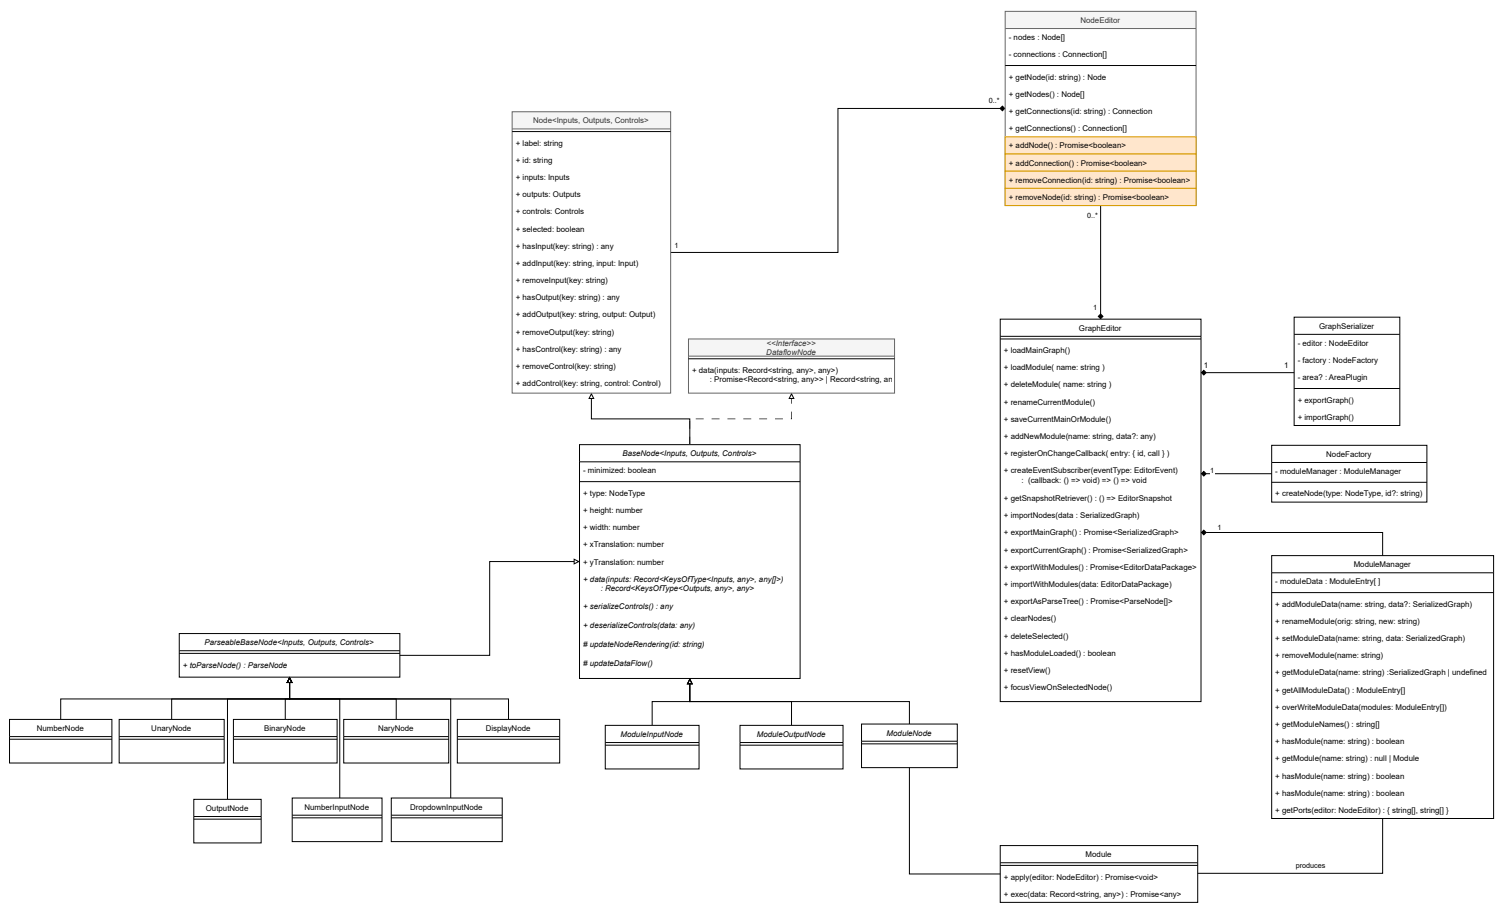 NodeEditor
- nodes : Node[]
- connections : Connection[]
+ getNode(id: string) : Node
+ getNodes() : Node[]
+ getConnections(id: string) : Connection
+ getConnections() : Connection[]
+ addNode() : Promise<boolean>
+ addConnection() : Promise<boolean>
+ removeConnection(id: string) : Promise<boolean>
+ removeNode(id: string) : Promise<boolean>
0..*
1
0..*
1
Node<Inputs, Outputs, Controls>
+ label: string
+ id: string
+ inputs: Inputs
+ outputs: Outputs
+ controls: Controls
+ selected: boolean
+ hasInput(key: string) : any
+ addInput(key: string, input: Input)
+ removeInput(key: string)
+ hasOutput(key: string) : any
+ addOutput(key: string, output: Output)
+ removeOutput(key: string)
+ hasControl(key: string) : any
+ removeControl(key: string)
+ addControl(key: string, control: Control)
<<Interface>>
DataflowNode
+ data(inputs: Record<string, any>, any>)
: Promise<Record<string, any>> | Record<string, an
GraphEditor
+ loadMainGraph()
+ loadModule( name: string )
+ deleteModule( name: string )
+ renameCurrentModule()
+ saveCurrentMainOrModule()
+ addNewModule(name: string, data?: any)
+ registerOnChangeCallback( entry: { id, call } )
+ createEventSubscriber(eventType: EditorEvent)
: (callback: () => void) => () => void
+ getSnapshotRetriever() : () => EditorSnapshot
+ importNodes(data : SerializedGraph)
+ exportMainGraph() : Promise<SerializedGraph>
+ exportCurrentGraph() : Promise<SerializedGraph>
+ exportWithModules() : Promise<EditorDataPackage>
+ importWithModules(data: EditorDataPackage)
+ exportAsParseTree() : Promise<ParseNode[]>
+ clearNodes()
+ deleteSelected()
+ hasModuleLoaded() : boolean
+ resetView()
+ focusViewOnSelectedNode()
1
1
GraphSerializer
- editor : NodeEditor
- factory : NodeFactory
- area? : AreaPlugin
+ exportGraph()
+ importGraph()
1
NodeFactory
- moduleManager : ModuleManager
+ createNode(type: NodeType, id?: string)
1
ModuleManager
- moduleData : ModuleEntry[ ]
+ addModuleData(name: string, data?: SerializedGraph)
+ renameModule(orig: string, new: string)
+ setModuleData(name: string, data: SerializedGraph)
+ removeModule(name: string)
+ getModuleData(name: string) :SerializedGraph | undefined
+ getAllModuleData() : ModuleEntry[]
+ overWriteModuleData(modules: ModuleEntry[])
+ getModuleNames() : string[]
+ hasModule(name: string) : boolean
+ getModule(name: string) : null | Module
+ hasModule(name: string) : boolean
+ hasModule(name: string) : boolean
+ getPorts(editor: NodeEditor) : { string[], string[] }
BaseNode<Inputs, Outputs, Controls>
- minimized: boolean
+ type: NodeType
+ height: number
+ width: number
+ xTranslation: number
+ yTranslation: number
+ data(inputs: Record<KeysOfType<Inputs, any>, any[]>)
: Record<KeysOfType<Outputs, any>, any>
+ serializeControls() : any
+ deserializeControls(data: any)
# updateNodeRendering(id: string)
# updateDataFlow()
ParseableBaseNode<Inputs, Outputs, Controls>
+ toParseNode() : ParseNode
NumberNode
UnaryNode
BinaryNode
NaryNode
DisplayNode
OutputNode
NumberInputNode
DropdownInputNode
ModuleInputNode
ModuleOutputNode
ModuleNode
Module
+ apply(editor: NodeEditor) : Promise<void>
+ exec(data: Record<string, any>) : Promise<any>
produces